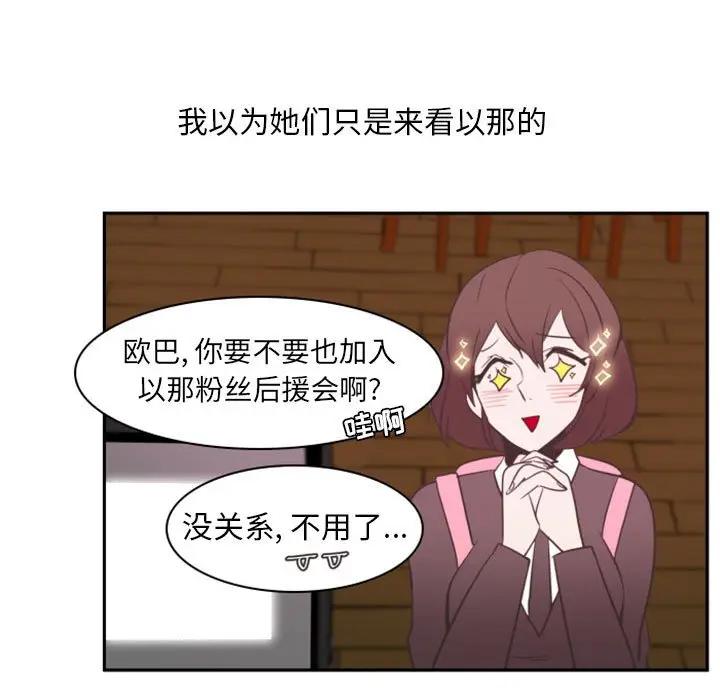 我以为她们只是来看以那的
欧巴, 你要不要也加入
以那粉丝后援会啊?
哇啊
没关系, 不用了...
ㅠㅠ